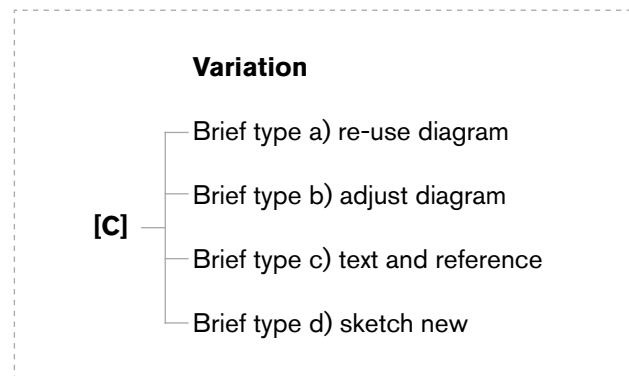 Variation
Brief type a) re-use diagram
Brief type b) adjust diagram
[C]
Brief type c) text and reference
Brief type d) sketch new